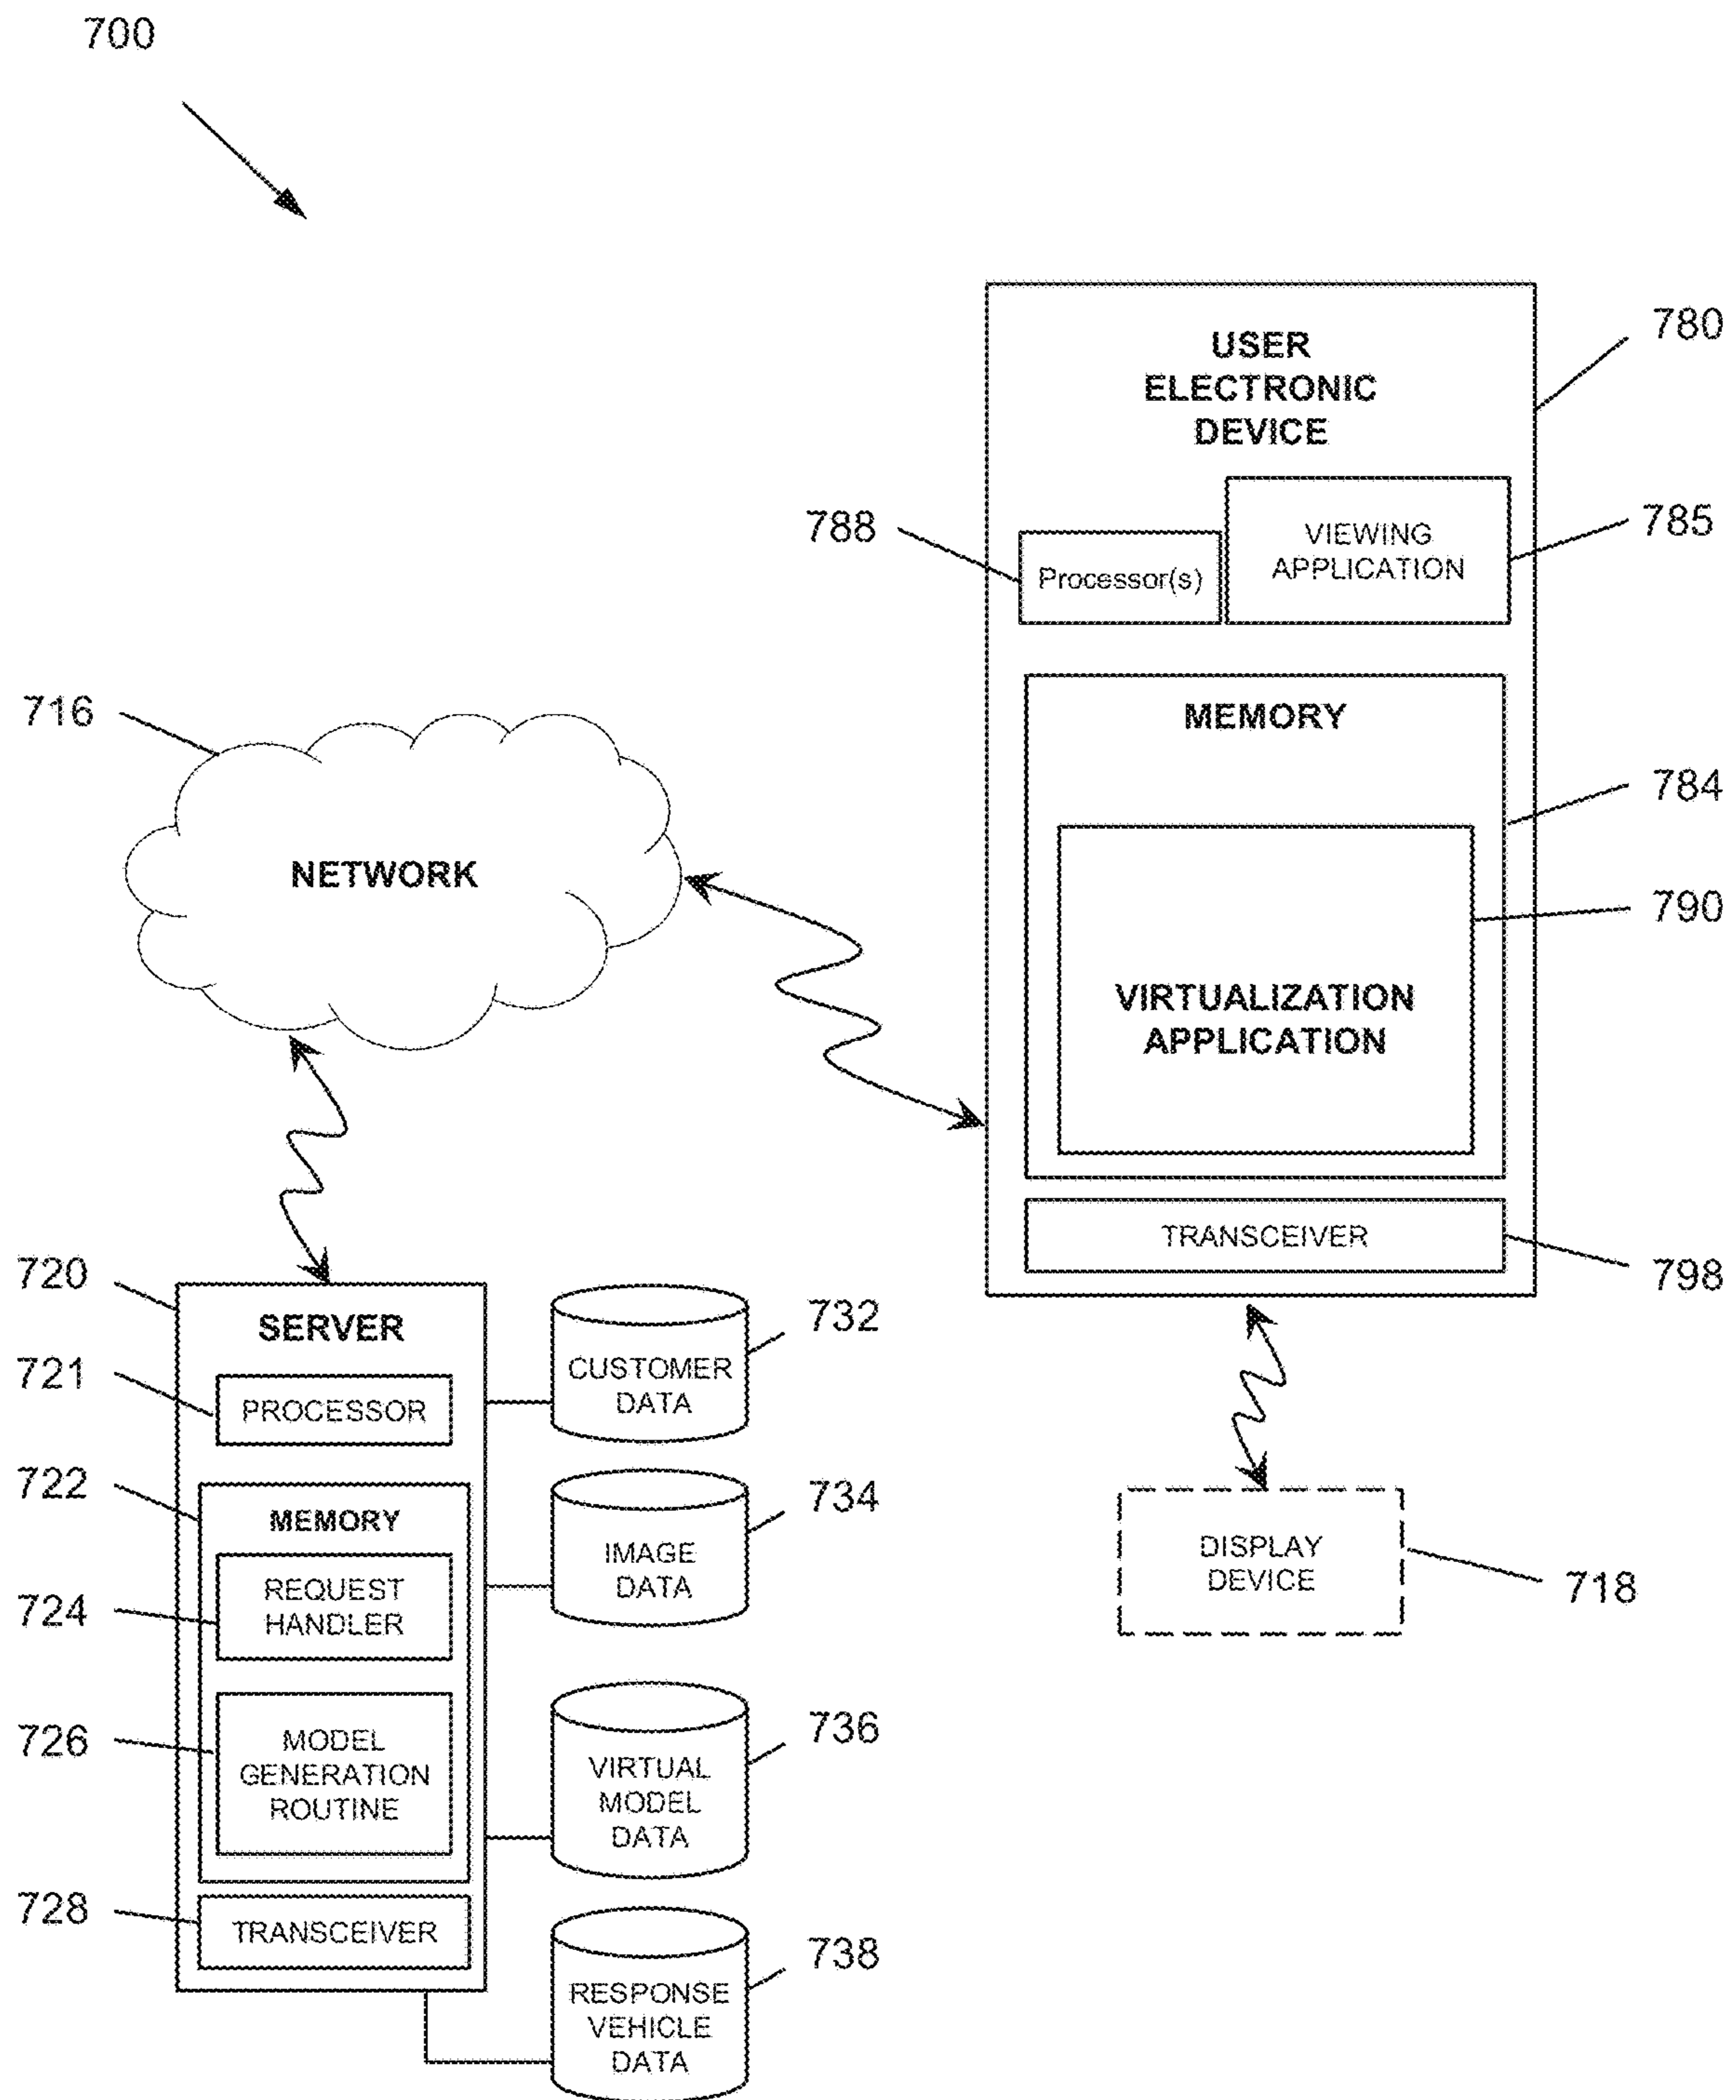 700
USER
ELECTRONIC
DEVICE
780
788
Processor(s)
VIEWING
APPLICATION
785
716
NETWORK
MEMORY
784
790
VIRTUALIZATION
APPLICATION
TRANSCEIVER
798
720
SERVER
721
PROCESSOR
722
MEMORY
724
REQUEST
HANDLER
726
MODEL
GENERATION
ROUTINE
728
TRANSCEIVER
732
CUSTOMER
DATA
734
IMAGE
DATA
736
VIRTUAL
MODEL
DATA
738
RESPONSE
VEHICLE
DATA
DISPLAY
DEVICE
718